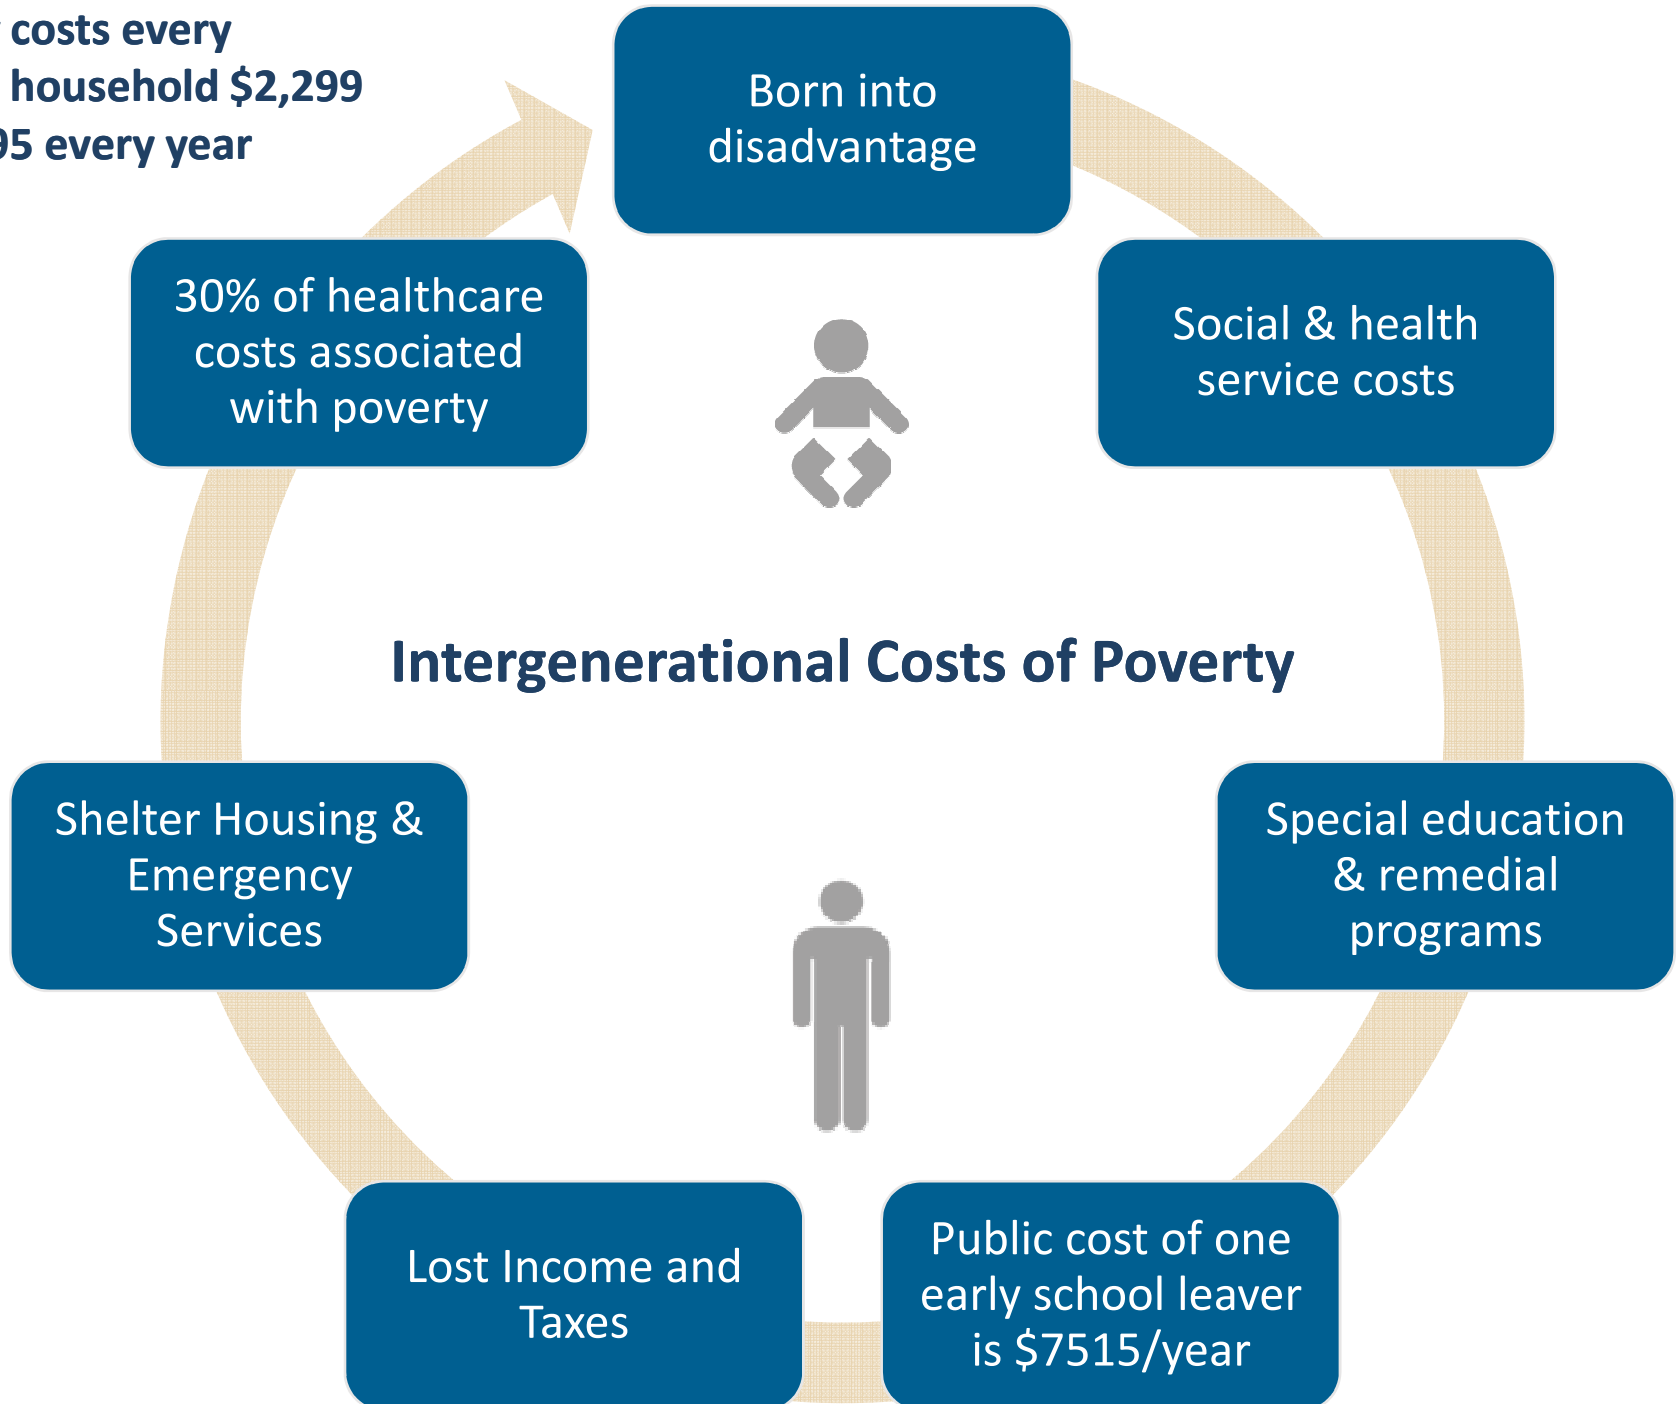 costs every
household $2,299
95 every year
Born into
disadvantage
Social & health
service costs
Special education
& remedial
programs
Public cost of one
early school leaver
is $7515/year
Lost Income and
Taxes
Shelter Housing &
Emergency
Services
30% of healthcare
costs associated
with poverty
Intergenerational Costs of Poverty